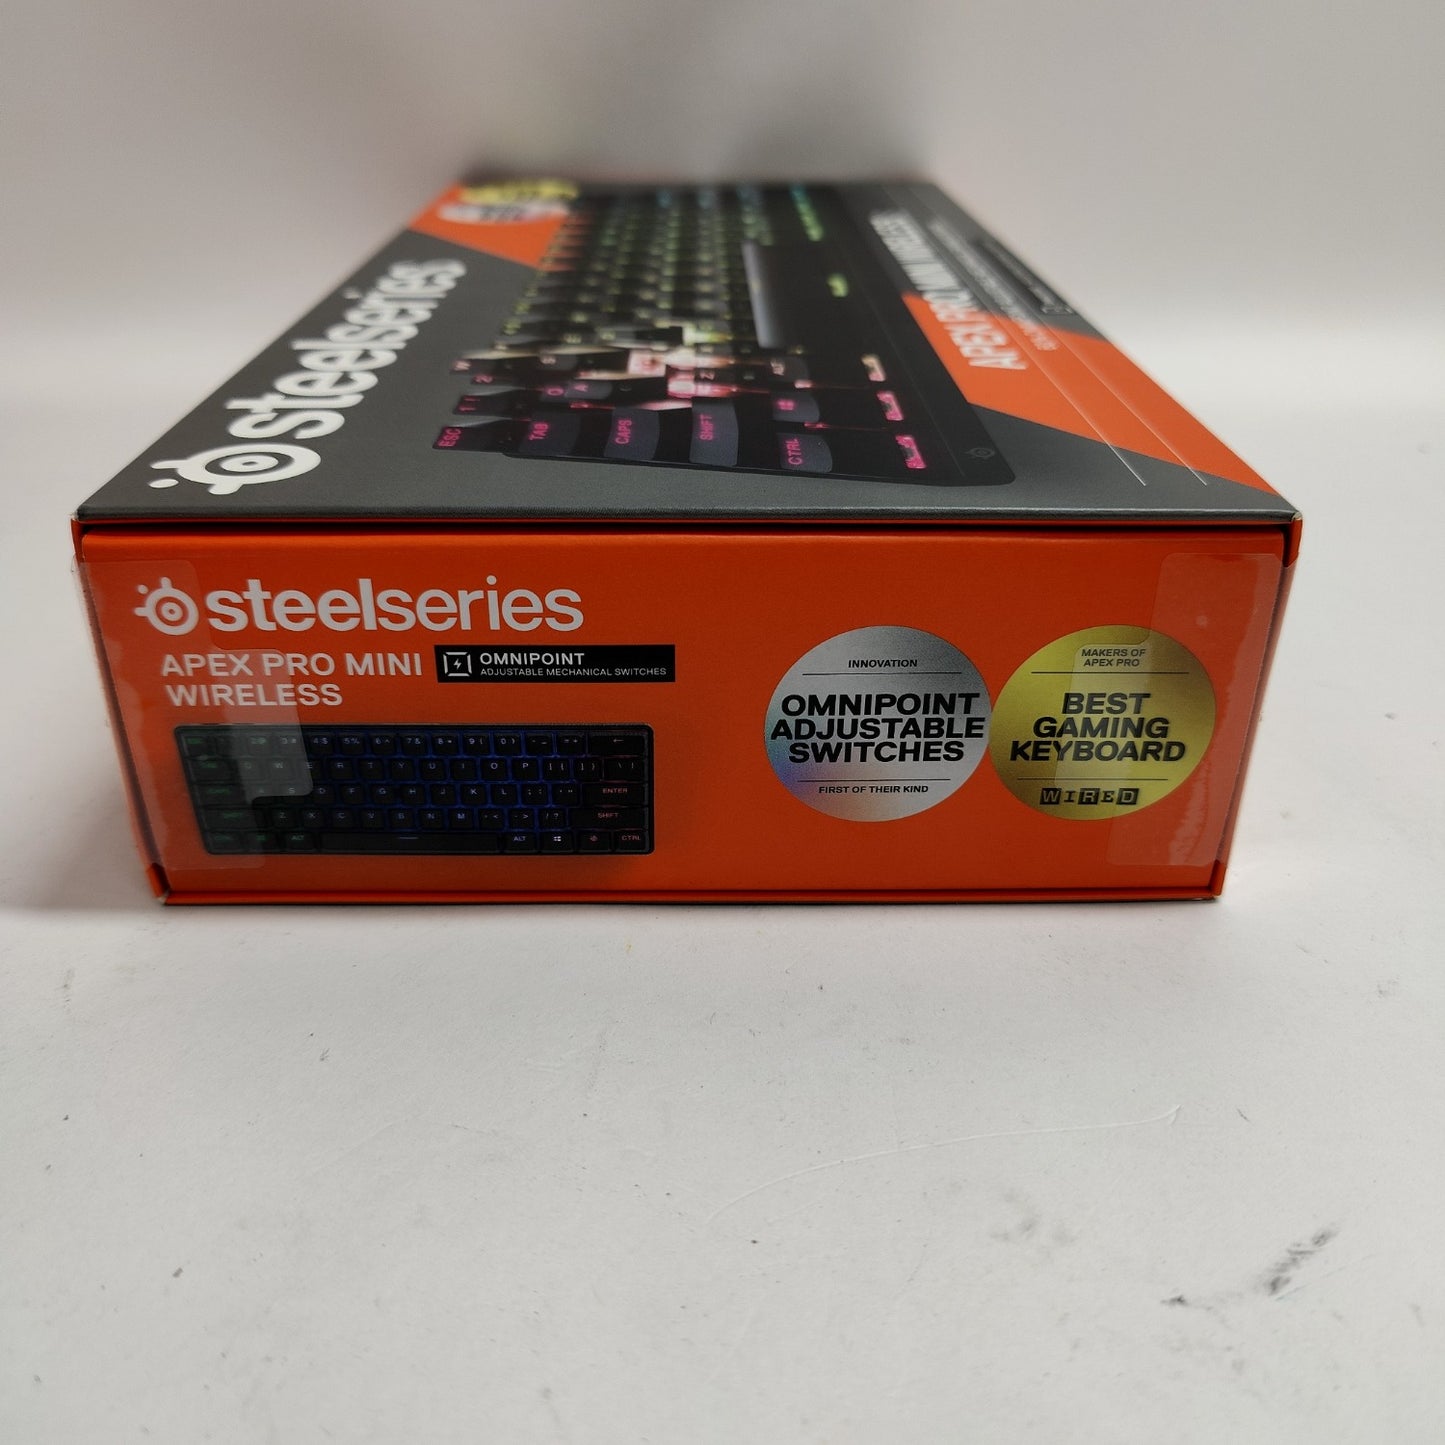 steelseries
APEX PRO MINI WIRELESS
ESC
TAB
CAPS
SHIFT
CTRL
steelseries
APEX PRO MINI
WIRELESS
OMNIPOINT
ADJUSTABLE MECHANICAL SWITCHES
INNOVATION
OMNIPOINT
ADJUSTABLE
SWITCHES
FIRST OF THEIR KIND
MAKERS OF
APEX PRO
BEST
GAMING
KEYBOARD
WIRED
E R T Y U I O P
ENTER
SHIFT
ALT
ALT
CTRL